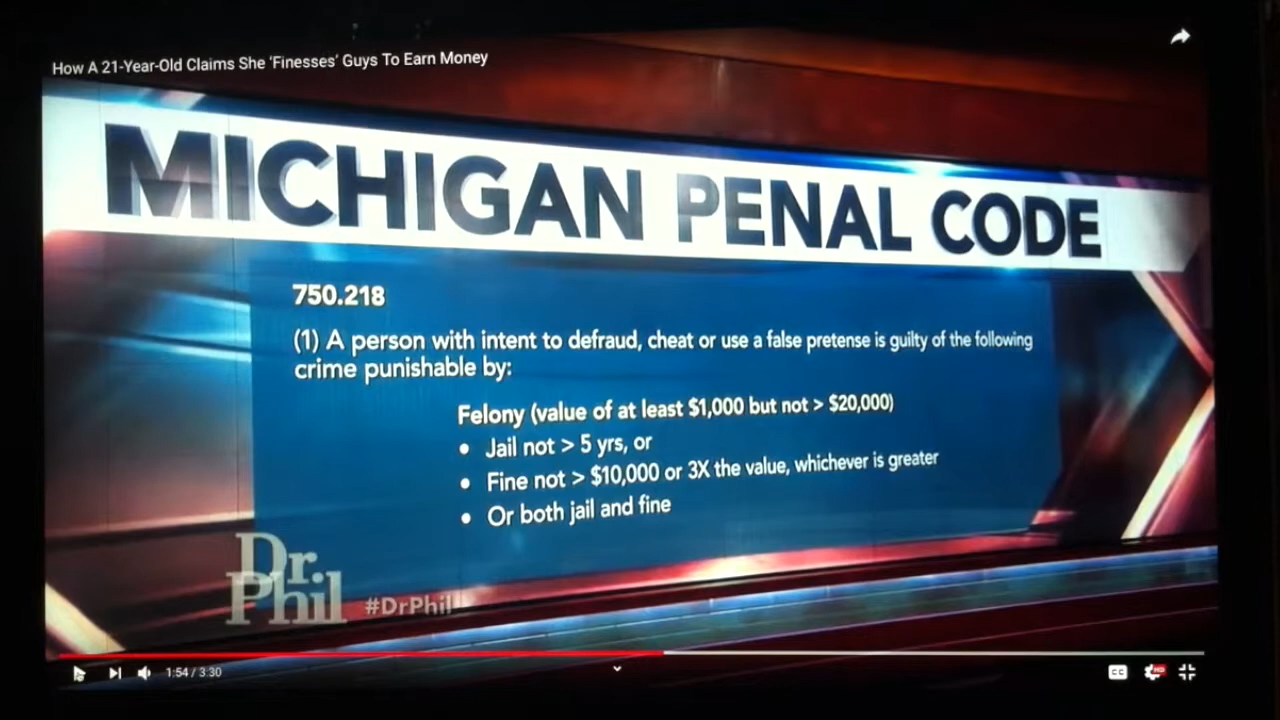 How A 21-Year-Old Claims She 'Finesses' Guys To Earn Money
MICHIGAN PENAL CODE
750.218
(1) A person with intent to defraud, cheat or use a false pretense is guilty of the following
crime punishable by:
Felony (value of at least $1,000 but not > $20,000)
• Jail not > 5 yrs, or
• Fine not > $10,000 or 3X the value, whichever is greater
• Or both jail and fine
Dr.
Phil
#DrPhil
1:54 / 3:30
CC
HD